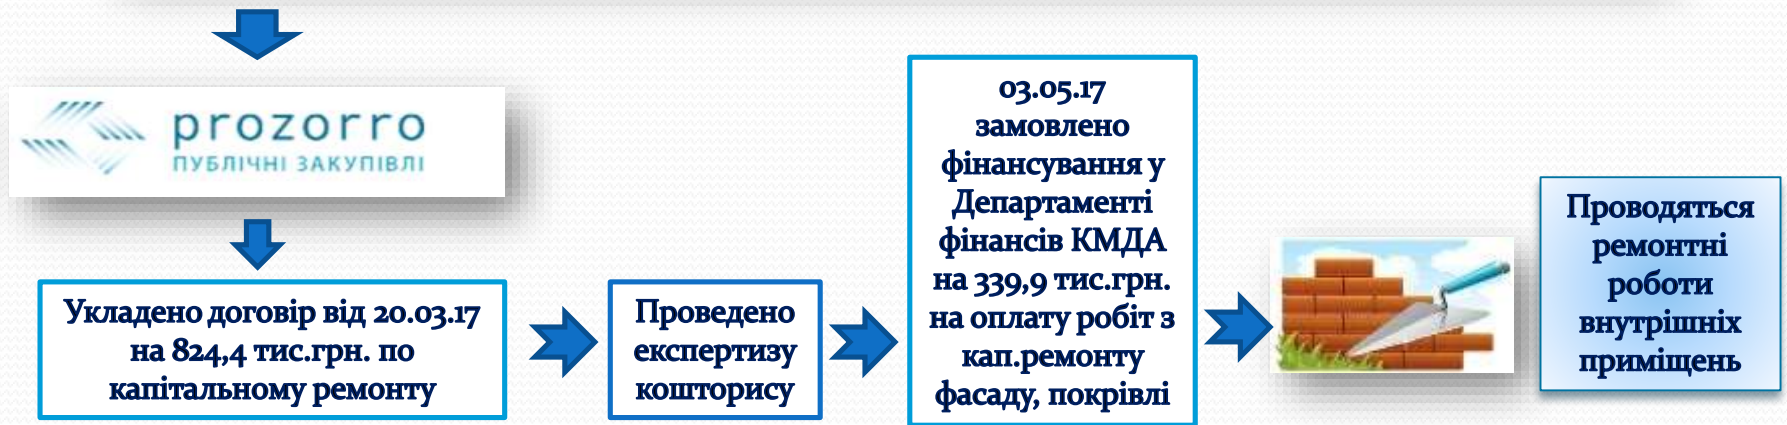 prozorro
ПУБЛІЧНІ ЗАКУПІВЛІ
Укладено договір від 20.03.17
на 824,4 тис.грн. по
капітальному ремонту
Проведено
експертизу
кошторису
03.05.17
замовлено
фінансування у
Департаменті
фінансів КМДА
на 339,9 тис.грн.
на оплату робіт з
кап.ремонту
фасаду, покрівлі
Проводяться
ремонтні
роботи
внутрішніх
приміщень